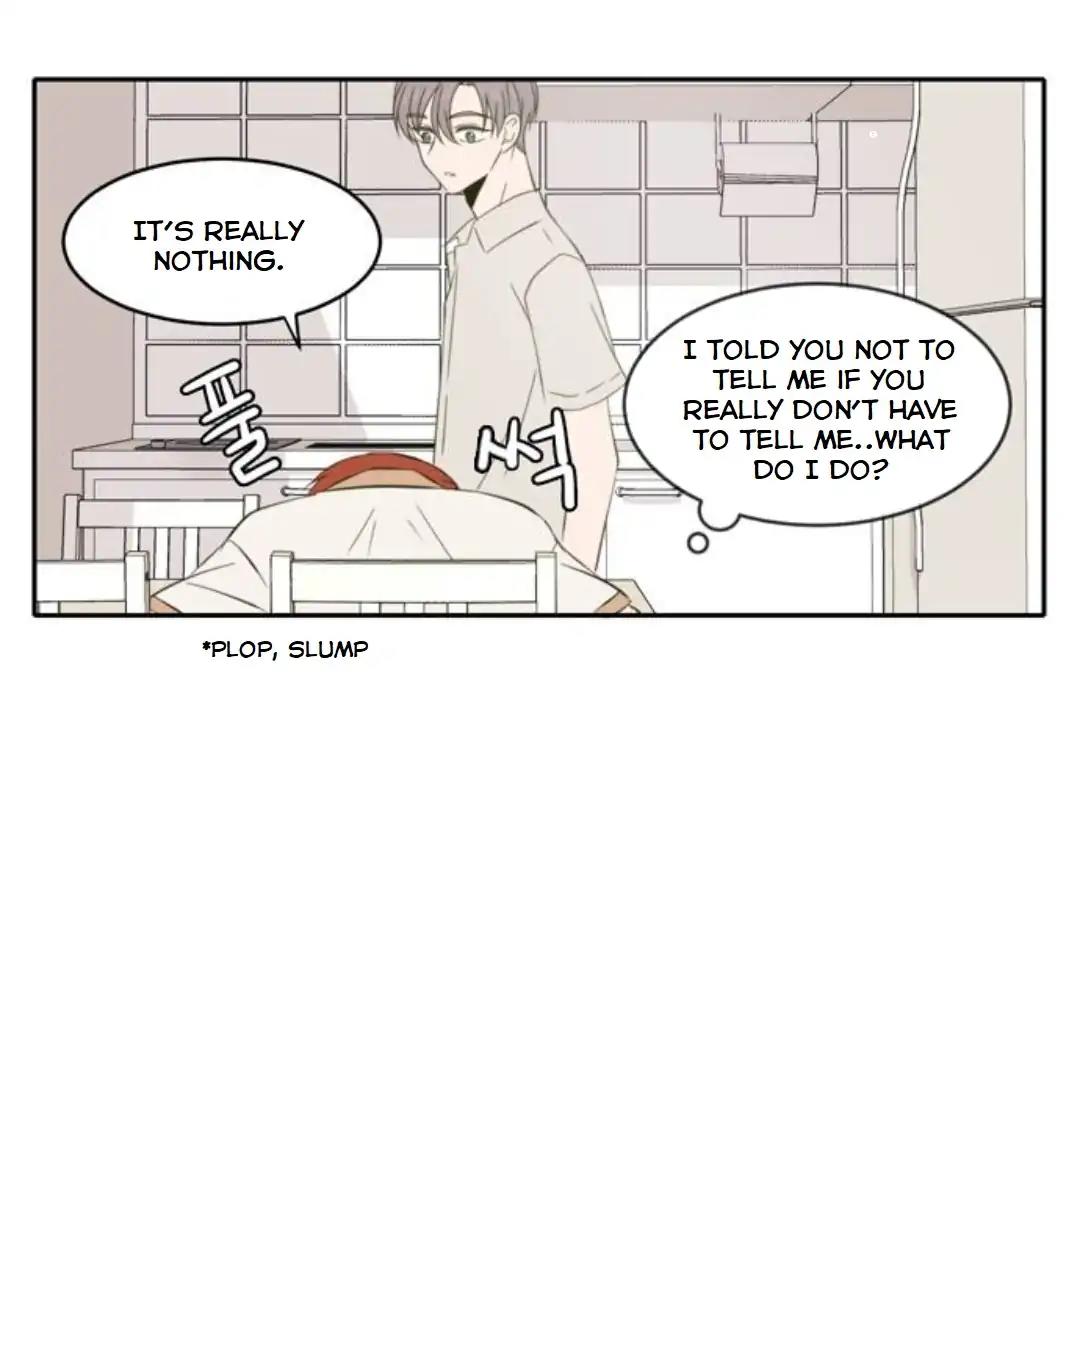 IT'S REALLY
NOTHING.
I TOLD YOU NOT TO
TELL ME IF YOU
REALLY DON'T HAVE
TO TELL ME..WHAT
DO I DO?
풀
썩
*PLOP, SLUMP